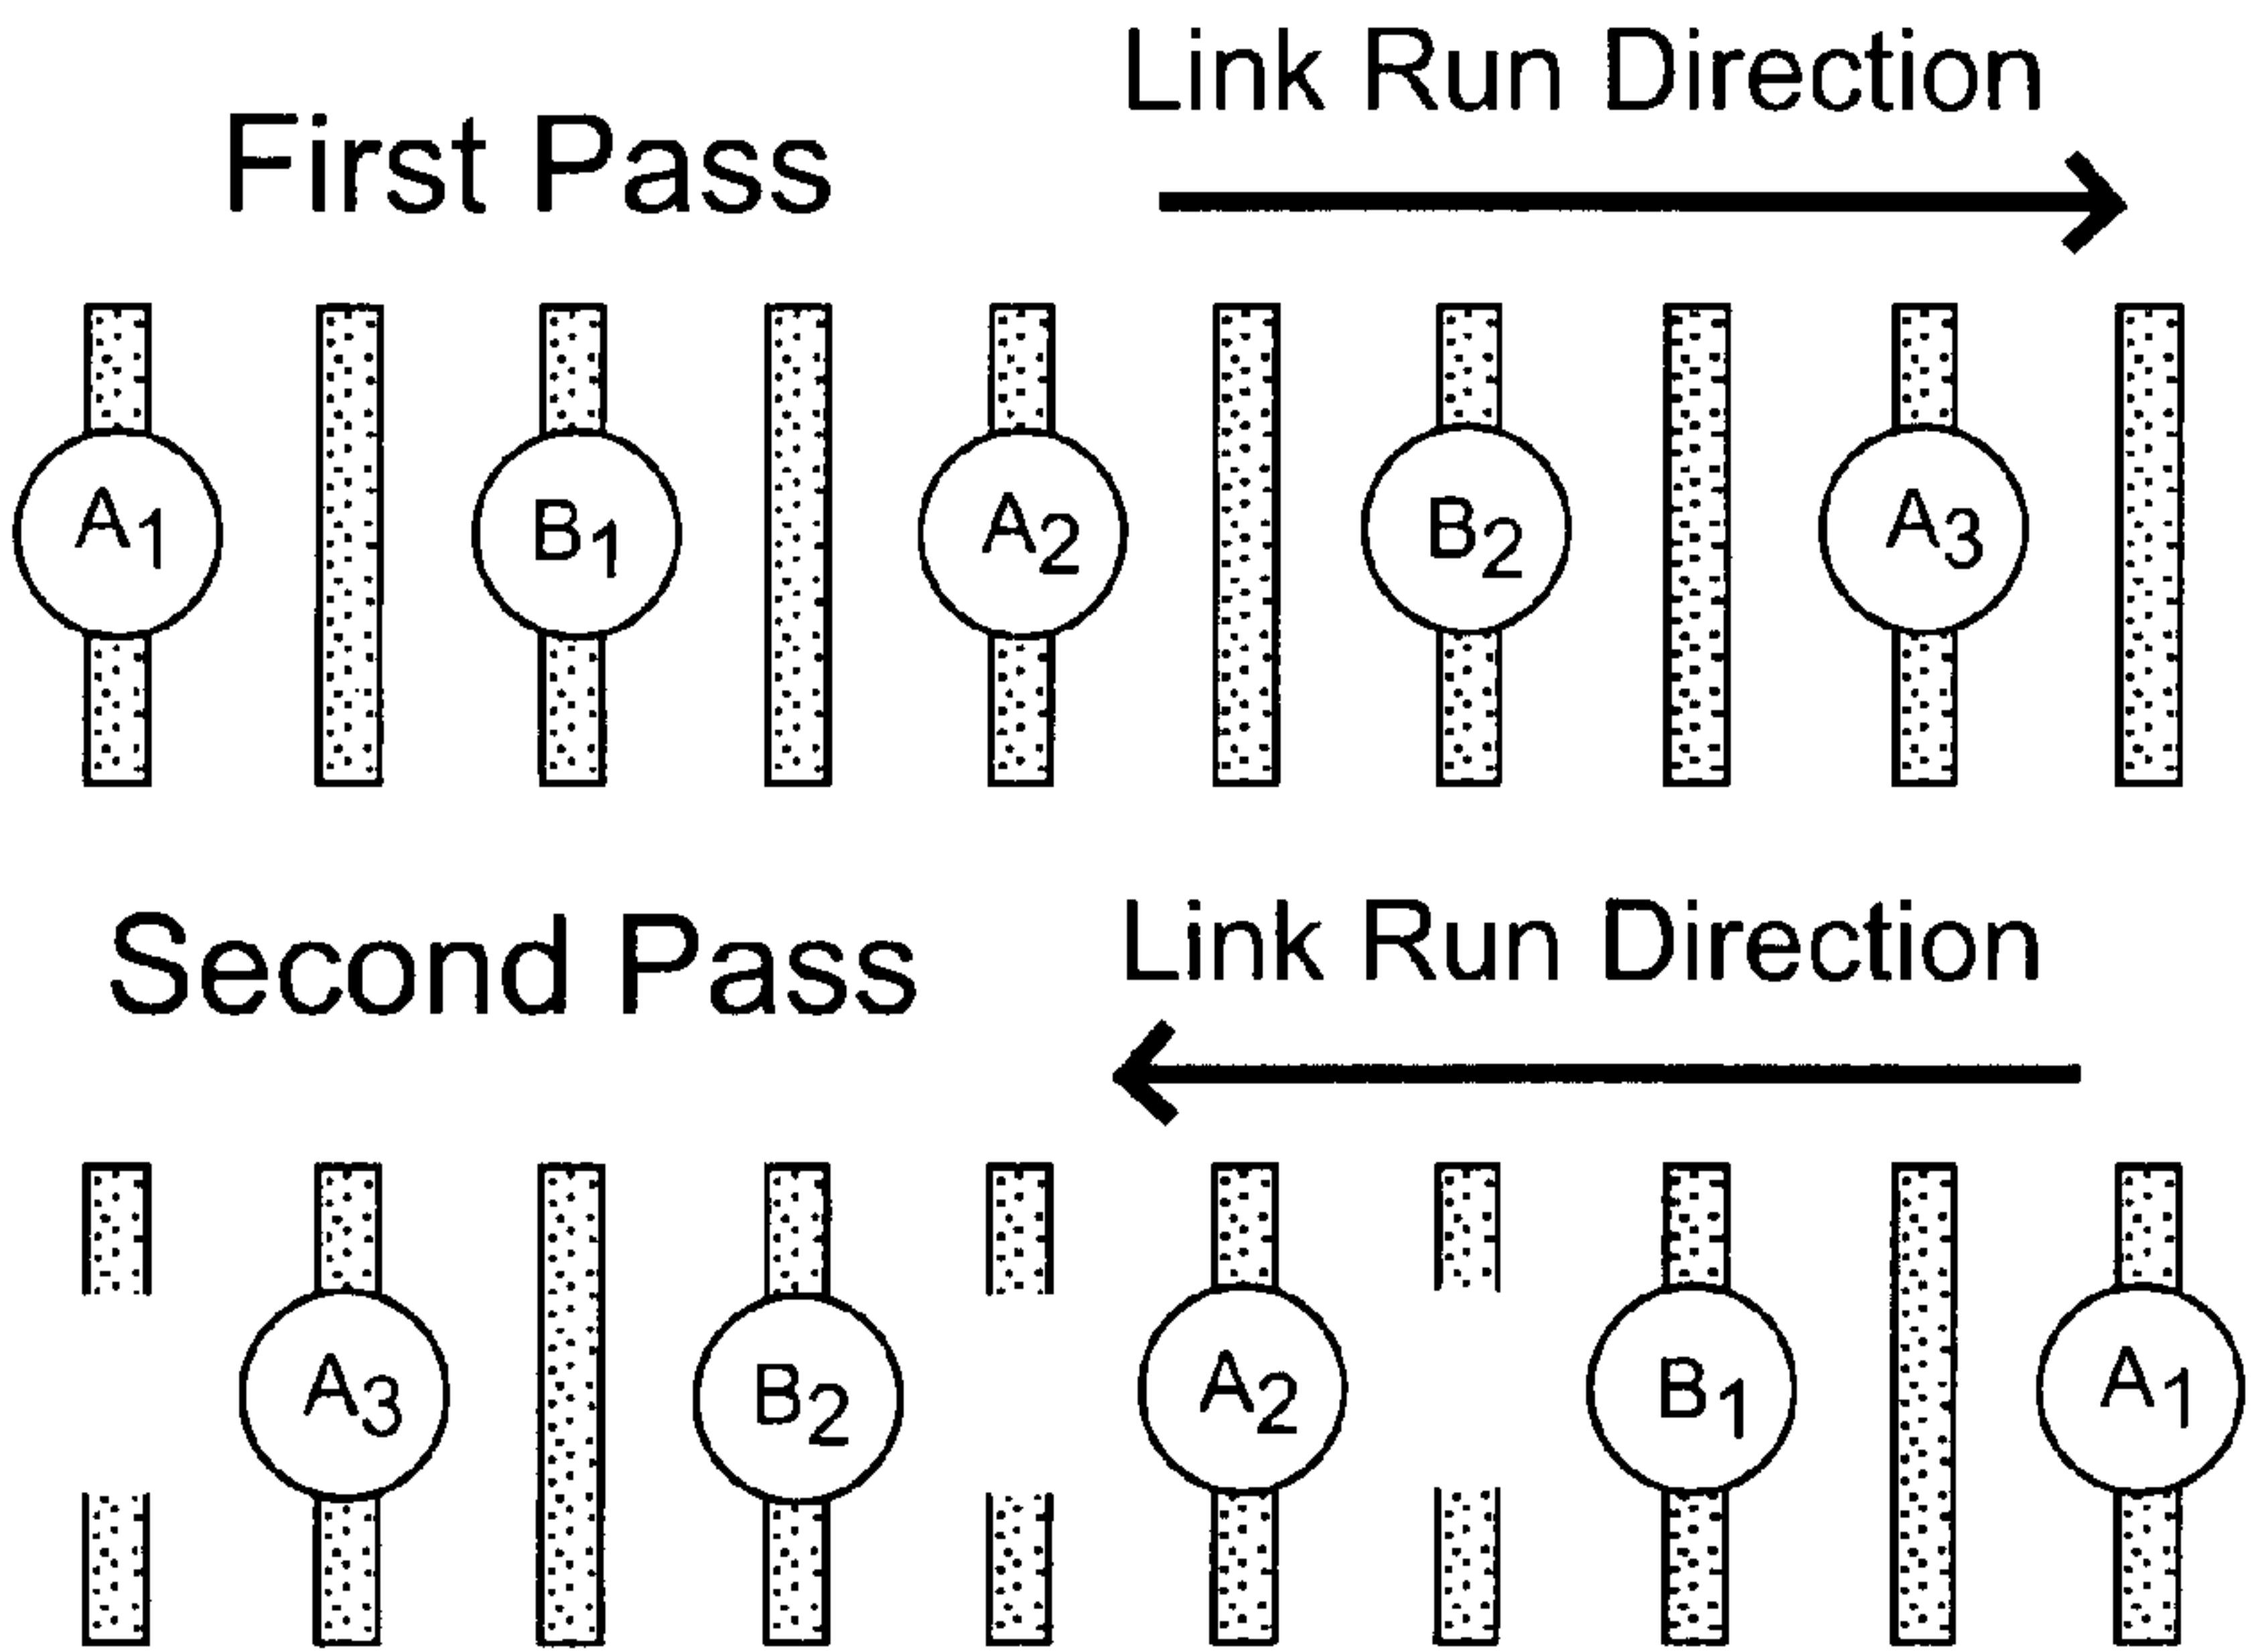 Link Run Direction
First Pass
A1 B1 A2 B2 A3
Second Pass
Link Run Direction
A3 B2 A2 B1 A1